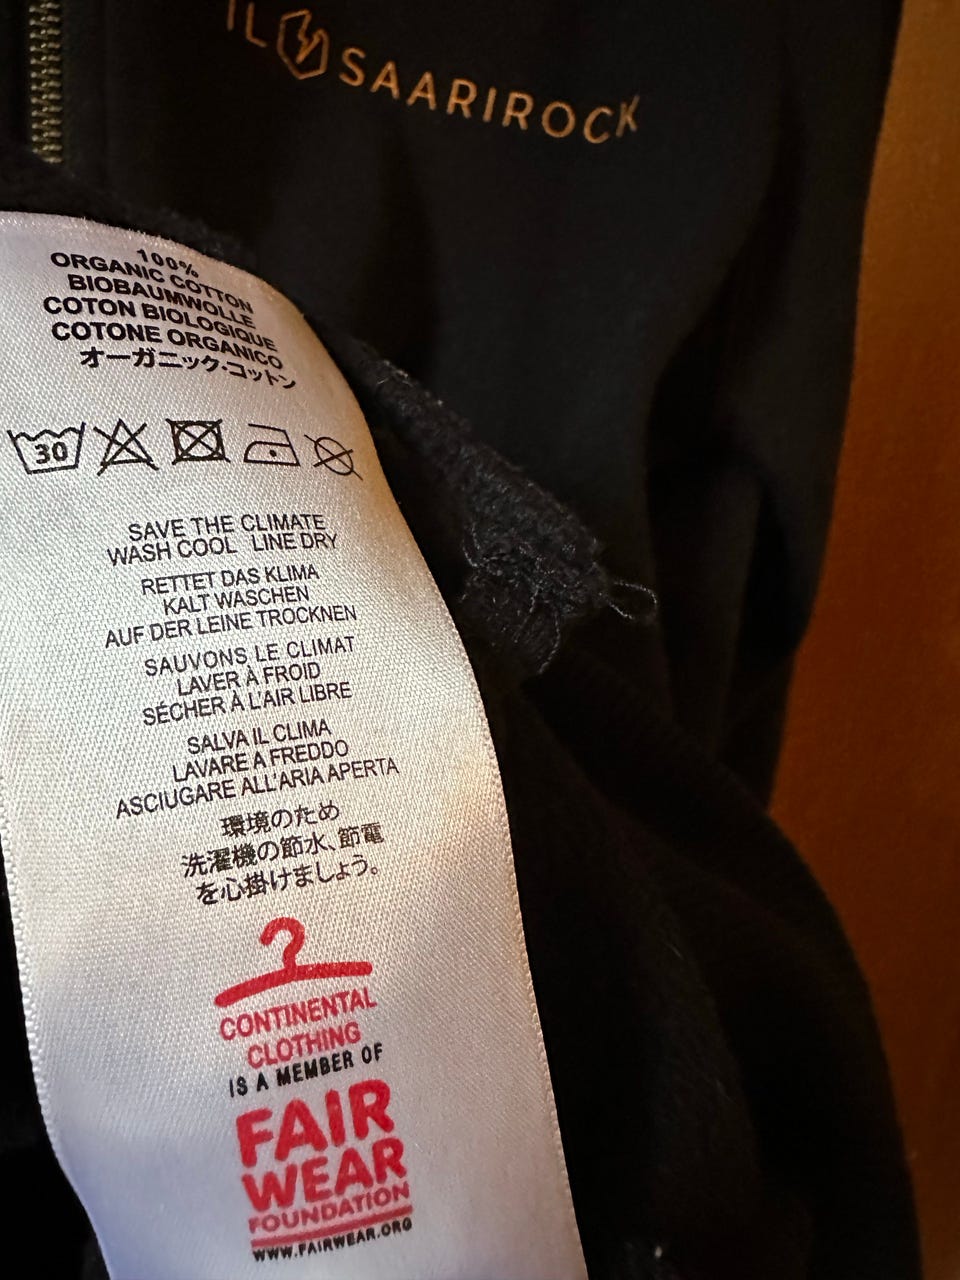 IL SAARIROCK
100%
ORGANIC COTTON
BIOBAUMWOLLE
COTON BIOLOGIQUE
COTONE ORGANICO
オーガニック・コットン
30
SAVE THE CLIMATE
WASH COOL LINE DRY
RETTET DAS KLIMA
KALT WASCHEN
AUF DER LEINE TROCKNEN
SAUVONS LE CLIMAT
LAVER À FROID
SÉCHER À L'AIR LIBRE
SALVA IL CLIMA
LAVARE A FREDDO
ASCIUGARE ALL'ARIA APERTA
環境のため
洗濯機の節水、節電
を心掛けましょう。
CONTINENTAL
CLOTHING
IS A MEMBER OF
FAIR
WEAR
FOUNDATION
WWW.FAIRWEAR.ORG